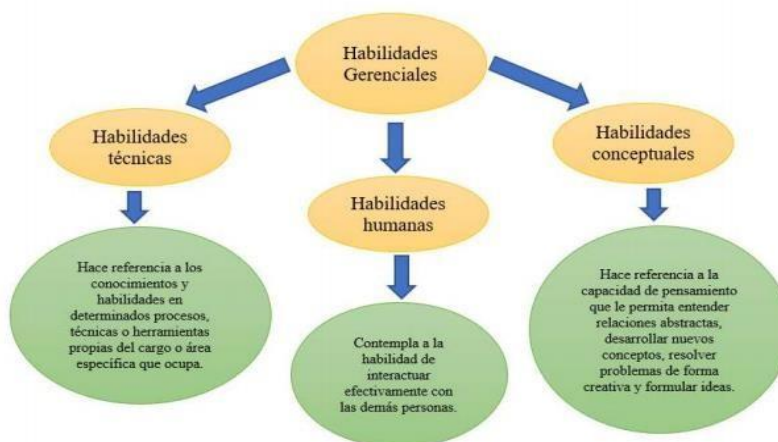 Habilidades
Gerenciales
Habilidades
técnicas
Habilidades
humanas
Habilidades
conceptuales
Hace referencia a los
conocimientos y
habilidades en
determinados procesos,
técnicas o herramientas
propias del cargo o área
específica que ocupa.
Contempla a la
habilidad de
interactuar
efectivamente con
las demás personas.
Hace referencia a la
capacidad de pensamiento
que le permita entender
relaciones abstractas,
desarrollar nuevos
conceptos, resolver
problemas de forma
creativa y formular ideas.